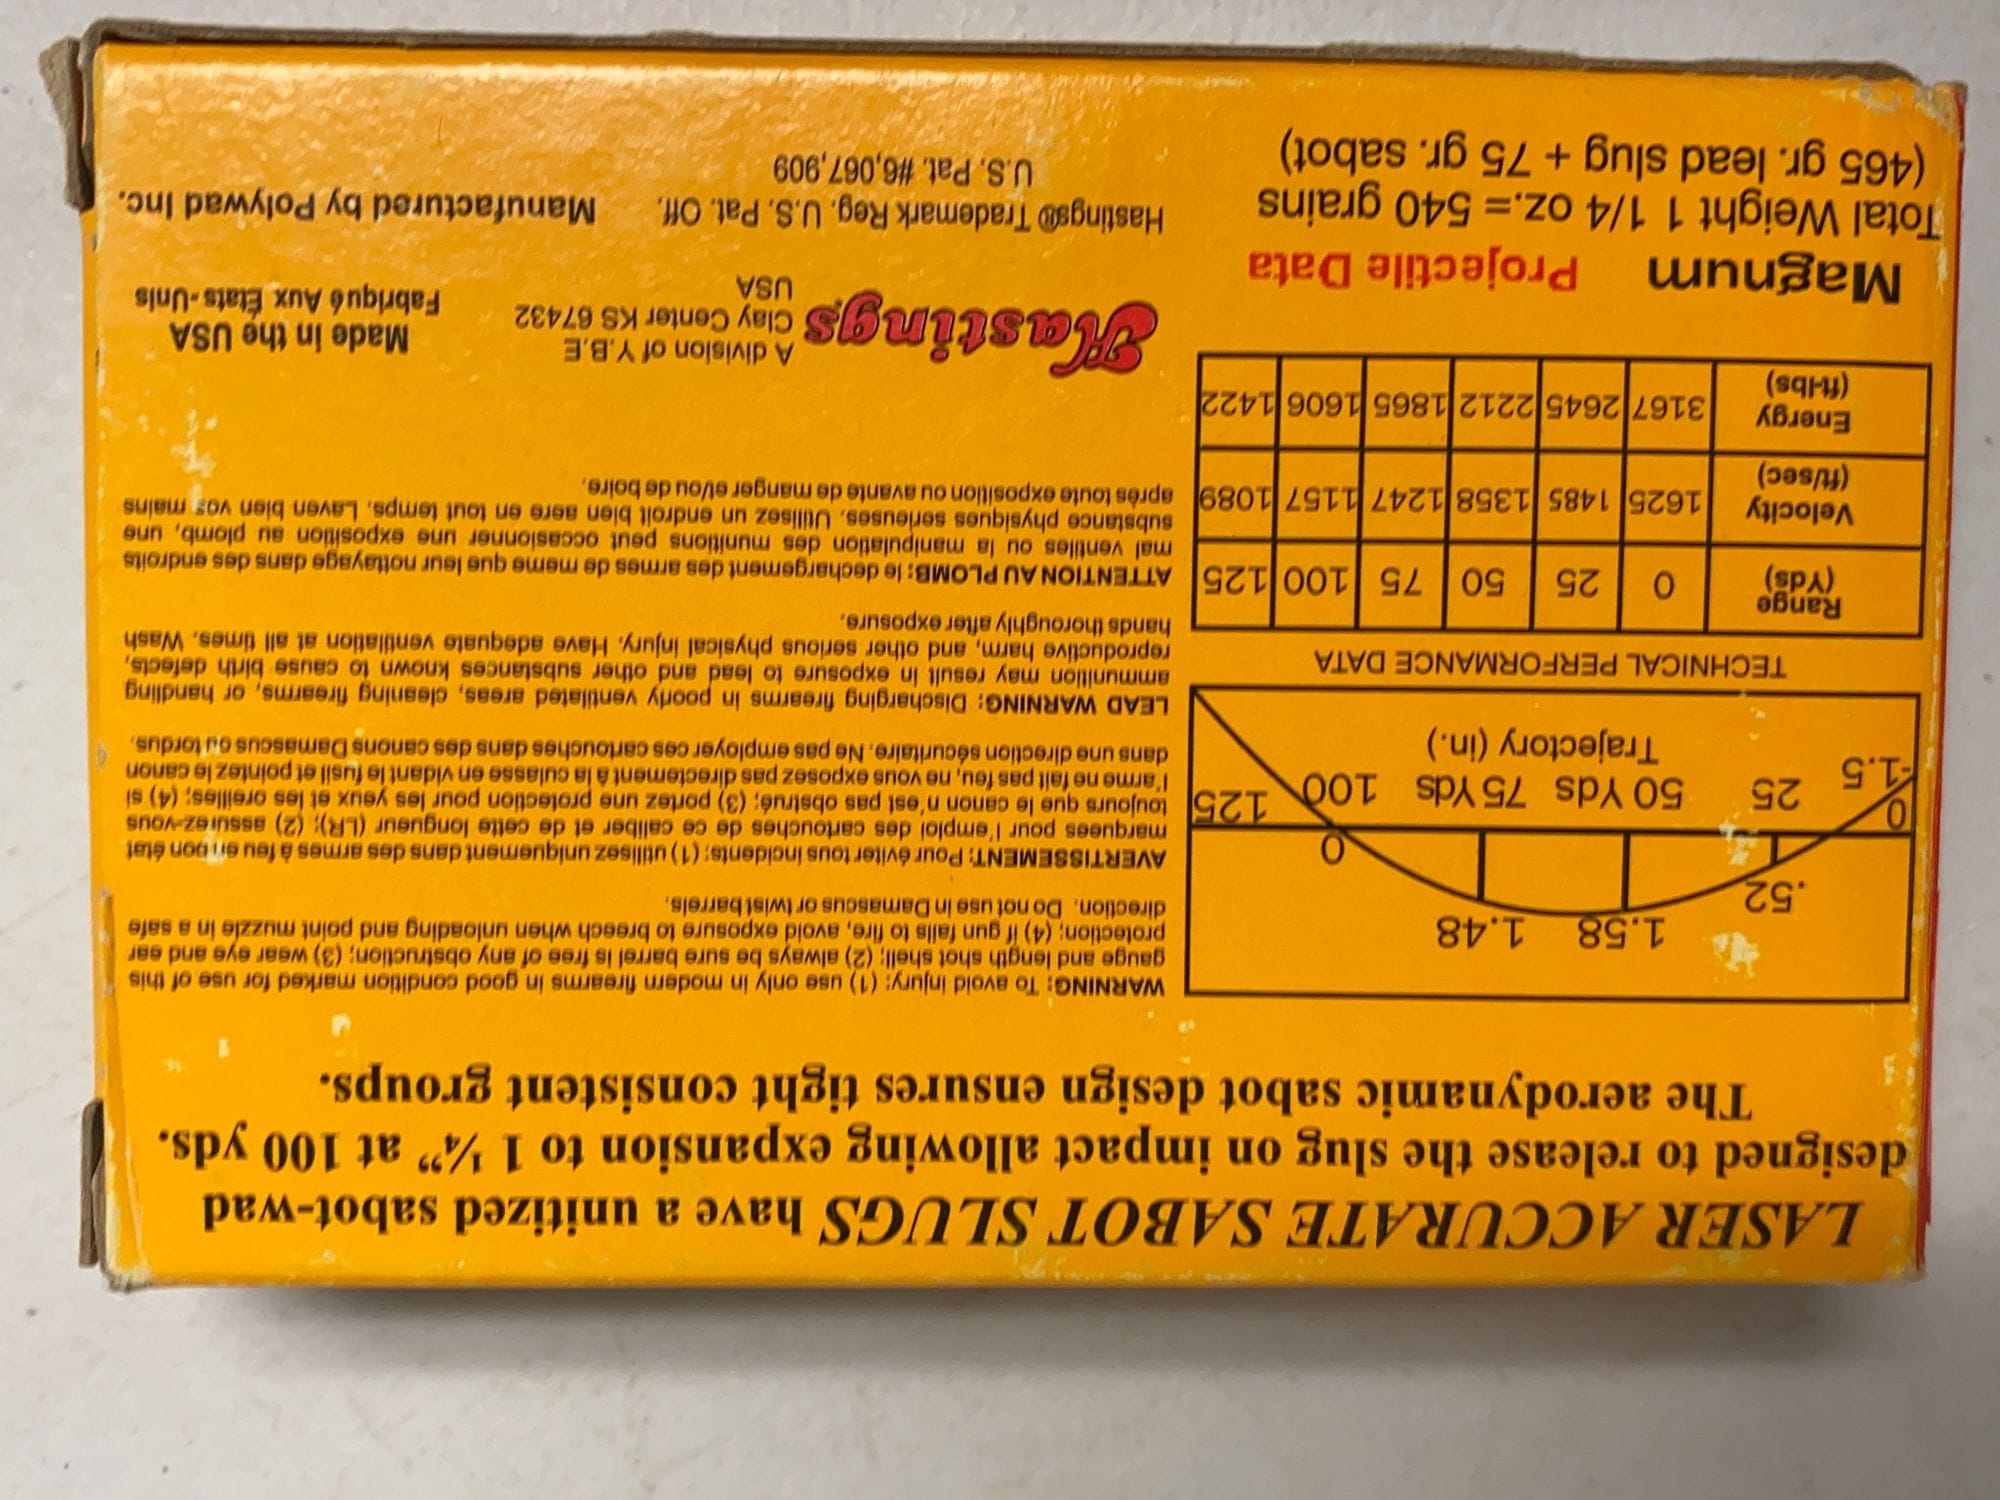 LASER ACCURATE SABOT SLUGS have a unitized sabot-wad
designed to release the slug on impact allowing expansion to 1 ¼” at 100 yds.
The aerodynamic sabot design ensures tight consistent groups.
1.58 1.48
.52
0 0
-1.5 25 50 Yds 75 Yds 100 125
Trajectory (in.)
TECHNICAL PERFORMANCE DATA
Range (Yds) 0 25 50 75 100 125
Velocity (ft/sec) 1625 1485 1358 1247 1157 1089
Energy (ft-lbs) 3167 2645 2212 1865 1606 1422
Magnum Projectile Data
Total Weight 1 1/4 oz.= 540 grains
(465 gr. lead slug + 75 gr. sabot)
WARNING: To avoid injury: (1) use only in modern firearms in good condition marked for use of this
gauge and length shot shell; (2) always be sure barrel is free of any obstruction; (3) wear eye and ear
protection; (4) if gun fails to fire, avoid exposure to breech when unloading and point muzzle in a safe
direction. Do not use in Damascus or twist barrels.
AVERTISSEMENT: Pour éviter tous incidents; (1) utilisez uniquement dans des armes à feu en bon état
marquees pour l'emploi des cartouches de ce caliber et de cette longueur (LR); (2) assurez-vous
toujours que le canon n'est pas obstrué; (3) portez une protection pour les yeux et les oreilles; (4) si
l'arme ne fait pas feu, ne vous exposez pas directement à la culasse en vidant le fusil et pointez le canon
dans une direction sécuritaire. Ne pas employer ces cartouches dans des canons Damascus ou tordus.
LEAD WARNING: Discharging firearms in poorly ventilated areas, cleaning firearms, or handling
ammunition may result in exposure to lead and other substances known to cause birth defects,
reproductive harm, and other serious physical injury. Have adequate ventilation at all times. Wash
hands thoroughly after exposure.
ATTENTION AU PLOMB: le dechargement des armes de meme que leur nottayage dans des endroits
mal ventiles ou la manipulation des munitions peut occasionner une exposition au plomb, une
substance physiques serieuses. Utilisez un endroit bien aere en tout temps. Laven bien vos mains
aprés toute exposition ou avante de manger et/ou de boire.
Hastings A division of Y.B.E
Clay Center KS 67432
USA
Made in the USA
Fabriqué Aux États-Unis
Hastings® Trademark Reg. U.S. Pat. Off. Manufactured by Polywad Inc.
U.S. Pat. #6,067,909